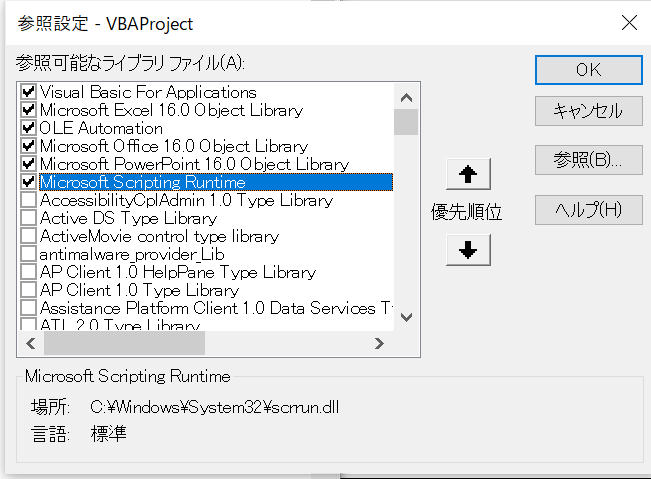 参照設定 - VBAProject
参照可能なライブラリ ファイル(A):
Visual Basic For Applications
Microsoft Excel 16.0 Object Library
OLE Automation
Microsoft Office 16.0 Object Library
Microsoft PowerPoint 16.0 Object Library
Microsoft Scripting Runtime
AccessibilityCplAdmin 1.0 Type Library
Active DS Type Library
ActiveMovie control type library
antimalware_provider_Lib
AP Client 1.0 HelpPane Type Library
AP Client 1.0 Type Library
Assistance Platform Client 1.0 Data Services T
ATL 2.0 Type Library
優先順位
OK
キャンセル
参照(B)...
ヘルプ(H)
Microsoft Scripting Runtime
場所: C:¥Windows¥System32¥scrrun.dll
言語: 標準